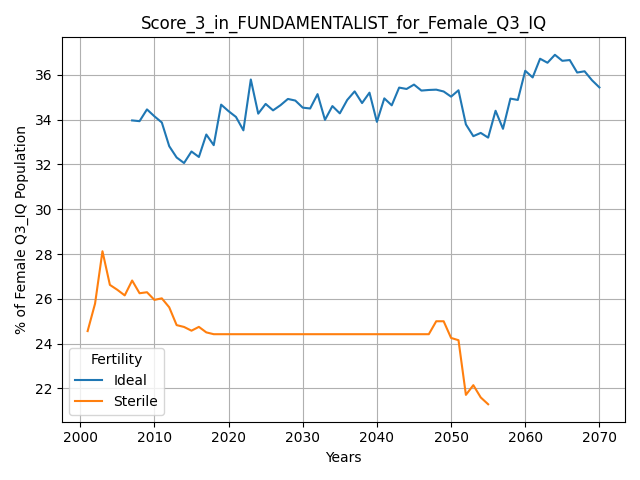 Score_3_in_FUNDAMENTALIST_for_Female_Q3_IQ
% of Female Q3_IQ Population
36
34
32
30
28
26
24
22
Fertility
Ideal
Sterile
2000 2010 2020 2030 2040 2050 2060 2070
Years